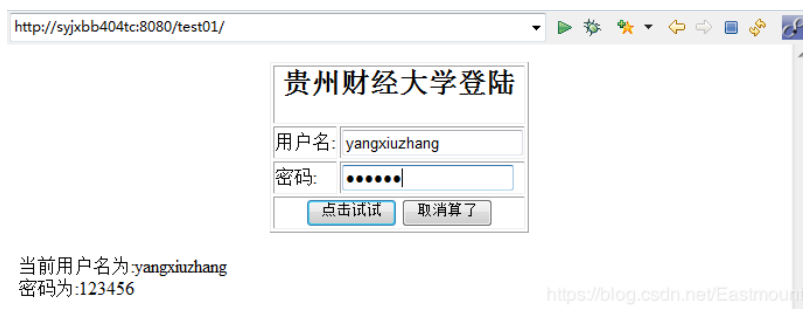 http://syjxbb404tc:8080/test01/
贵州财经大学登陆
用户名: yangxiuzhang
密码: ••••••
点击试试 取消算了
当前用户名为:yangxiuzhang
密码为:123456
https://blog.csdn.net/Eastmount